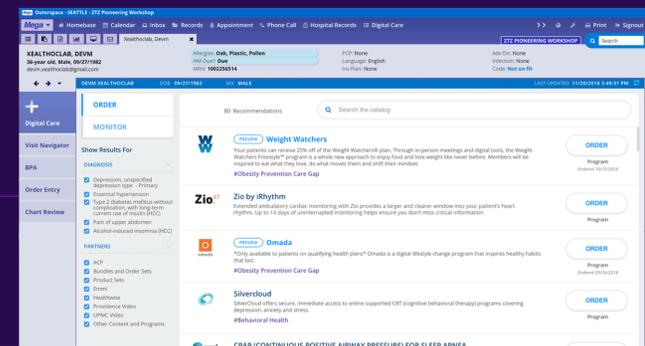 Mega Outerspace - SEATTLE - ZTZ Pioneering Workshop
Mega Homebase Calendar Inbox Records Appointment Phone Call Hospital Records Digital Care Print Signout
Xealthoclab, Devm × ZTZ PIONEERING WORKSHOP Search
XEALTHOCLAB, DEVM
36-year old, Male, 09/27/1982
devm.xealthclab@gmail.com
Allergies: Oak, Plastic, Pollen
HM Due?: Due
MRN: 1002256514
PCP: None
Language: English
Ins Plan: None
Adv Dir: None
Infection: None
Code: Not on fil
DEVM XEALTHOCLAB DOB 09/27/1982 SEX MALE LAST UPDATED 11/20/2018 3:49:31 PM
Digital Care
Visit Navigator
BPA
Order Entry
Chart Review
ORDER
MONITOR
Show Results For
DIAGNOSIS
Depression, unspecified
depression type - Primary
Essential hypertension
Type 2 diabetes mellitus without
complication, with long-term
current use of insulin (HCC)
Pain of upper abdomen
Alcohol-induced insomnia (HCC)
PARTNERS
ACP
Bundles and Order Sets
Product Sets
Emmi
Healthwise
Providence Video
UPMC Video
Other Content and Programs
80 Recommendations
Search the catalog
PREVIEW Weight Watchers
Your patients can receive 25% off of the Weight Watchers® plan. Through in-person meetings and digital tools, the Weight
Watchers Freestyle™ program is a whole new approach to enjoy food and lose weight like never before. Members will be
inspired to eat what they love, do what moves them and shift their mindset.
#Obesity Prevention Care Gap
ORDER
Program
Ordered 10/15/2018
Zio XT
Zio by iRhythm
Extended ambulatory cardiac monitoring with Zio provides a larger and clearer window into your patient's heart
rhythm. Up to 14 days of uninterrupted monitoring helps ensure you don't miss critical information.
ORDER
Program
omada
PREVIEW Omada
*Only available to patients on qualifying health plans* Omada is a digital lifestyle change program that inspires healthy habits
that last.
#Obesity Prevention Care Gap
ORDER
Program
Ordered 09/26/2018
Silvercloud
SilverCloud offers secure, immediate access to online supported CBT (cognitive behavioral therapy) programs covering
depression, anxiety and stress.
#Behavioral Health
ORDER
Program
CPAP (CONTINUOUS POSITIVE AIRWAY PRESSURE) FOR SLEEP APNEA